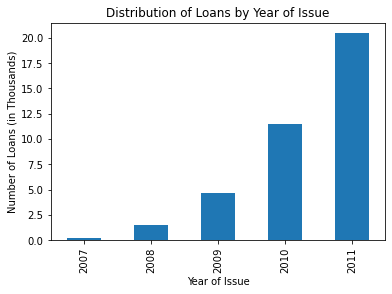 Distribution of Loans by Year of Issue
Number of Loans (in Thousands)
20.0
17.5
15.0
12.5
10.0
7.5
5.0
2.5
0.0
2007 2008 2009 2010 2011
Year of Issue